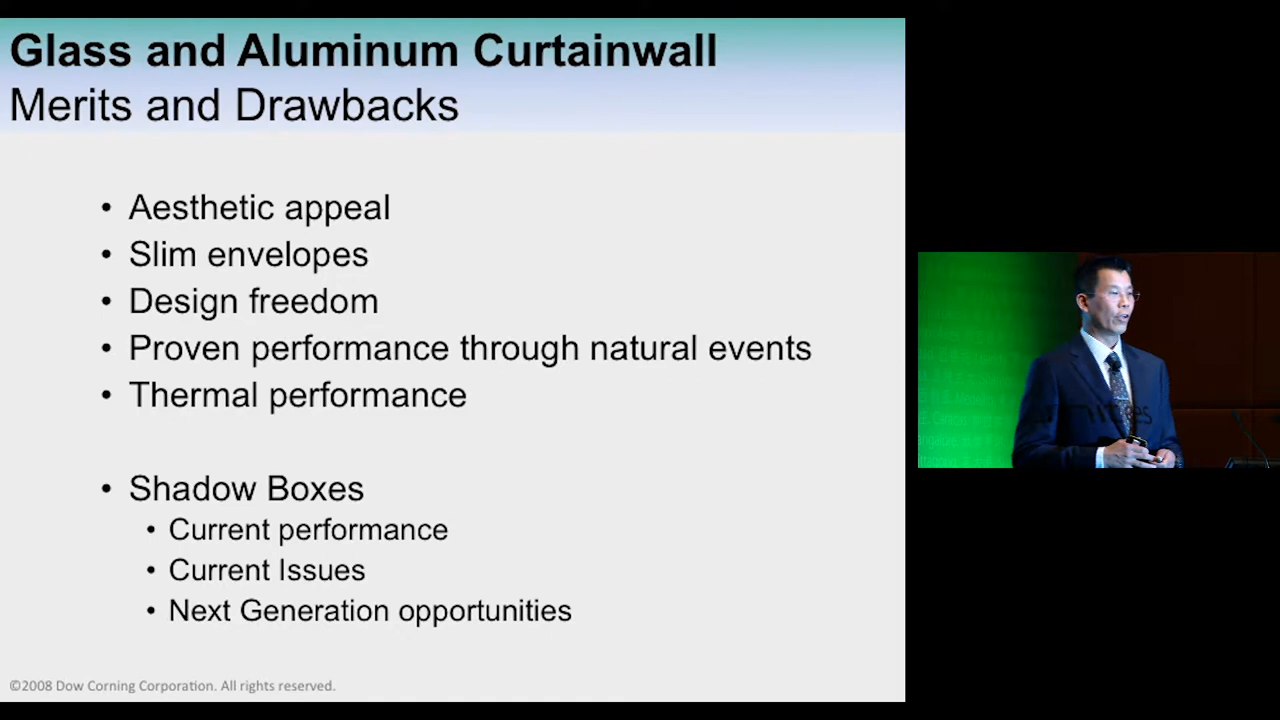 Glass and Aluminum Curtainwall
Merits and Drawbacks
• Aesthetic appeal
• Slim envelopes
• Design freedom
• Proven performance through natural events
• Thermal performance
• Shadow Boxes
• Current performance
• Current Issues
• Next Generation opportunities
©2008 Dow Corning Corporation. All rights reserved.